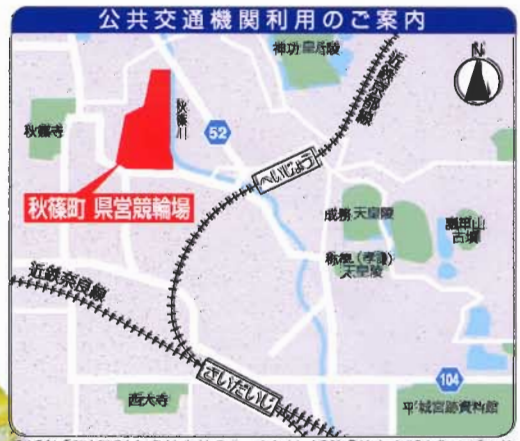 公共交通機関利用のご案内
神功皇后陵
近鉄京都線
N
秋篠川
秋篠寺
52
へいじょう
秋篠町 県営競輪場
成務天皇陵
称徳(孝謙)
天皇陵
古墳
近鉄奈良線
さいだいじ
104
西大寺
平城宮跡資料館